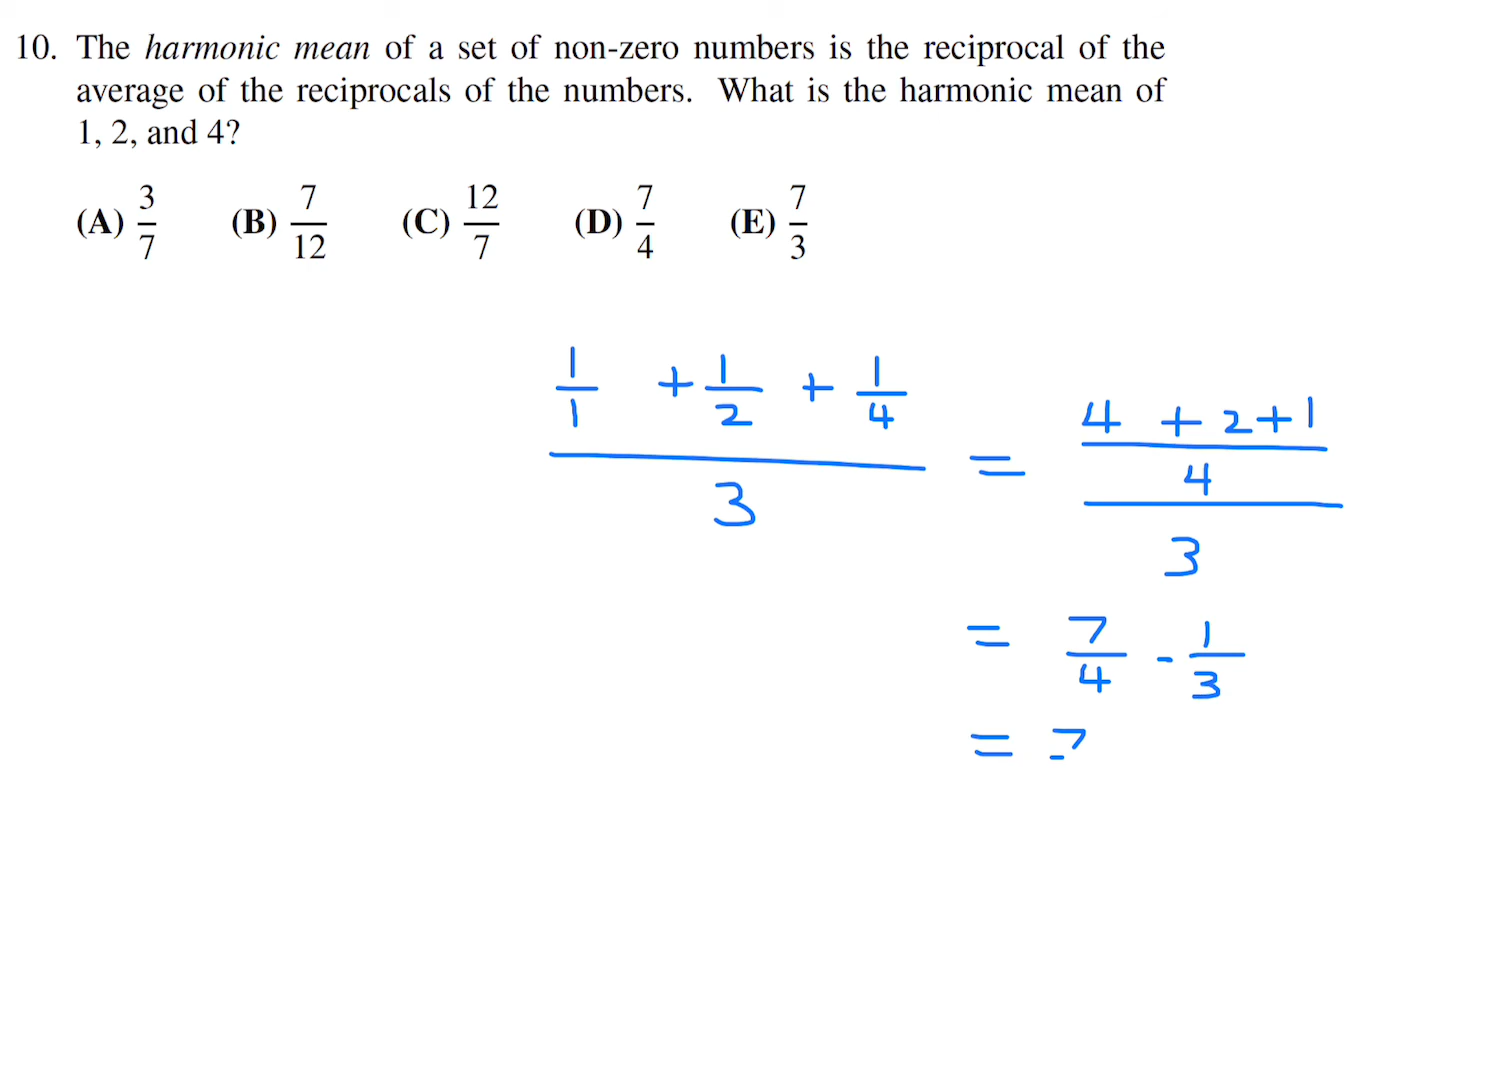 10. The harmonic mean of a set of non-zero numbers is the reciprocal of the
average of the reciprocals of the numbers. What is the harmonic mean of
1, 2, and 4?
(A) 3/7 (B) 7/12 (C) 12/7 (D) 7/4 (E) 7/3
1/1 + 1/2 + 1/4
3
= 4 + 2 + 1
4
3
= 7/4 - 1/3
= 7